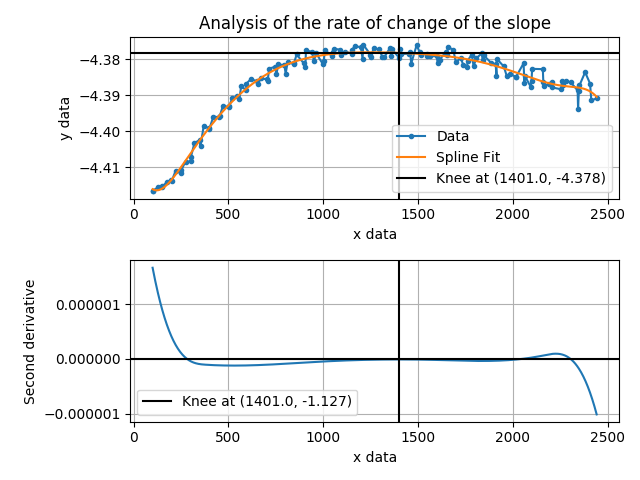 Analysis of the rate of change of the slope
y data
−4.38
−4.39
−4.40
−4.41
Data
Spline Fit
Knee at (1401.0, -4.378)
0 500 1000 1500 2000 2500
x data
Second derivative
0.000001
0.000000
−0.000001
Knee at (1401.0, -1.127)
0 500 1000 1500 2000 2500
x data